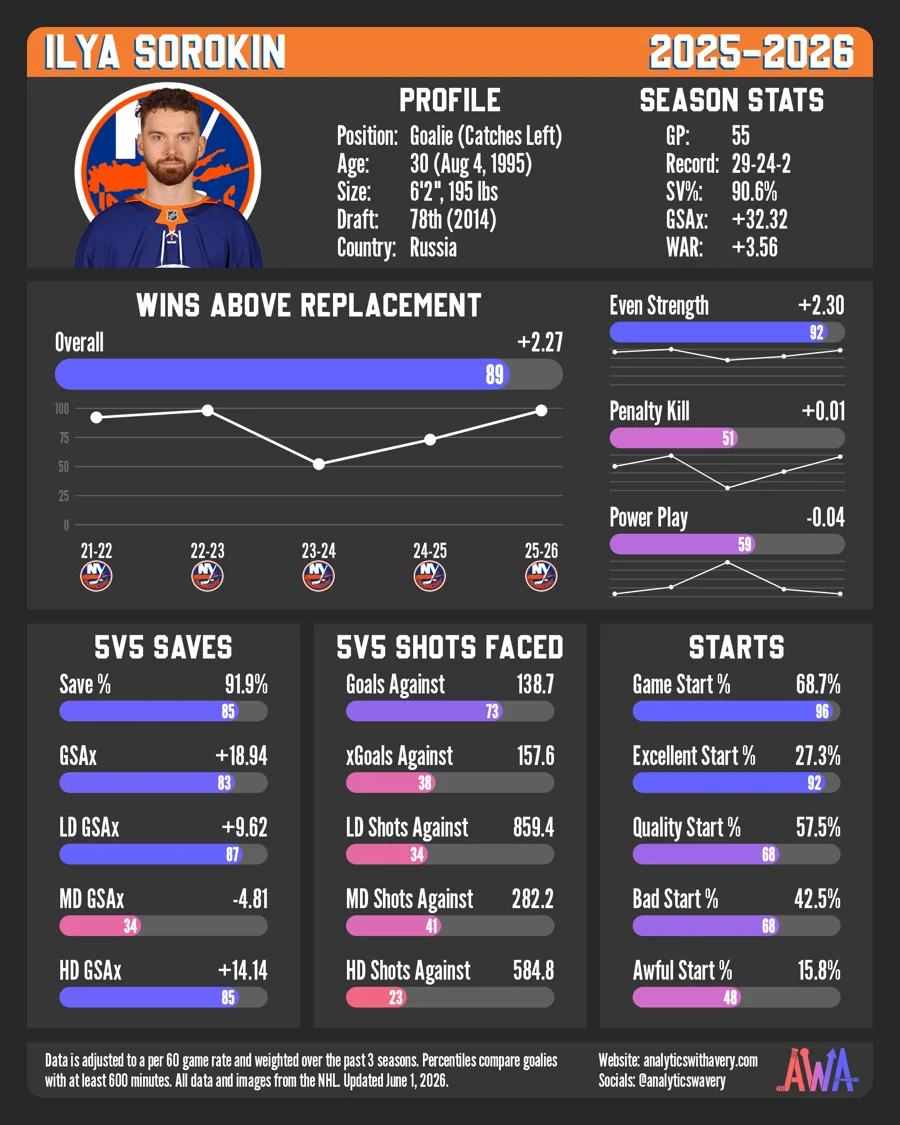 ILYA SOROKIN 2025-2026
PROFILE
Position: Goalie (Catches Left)
Age: 30 (Aug 4, 1995)
Size: 6'2", 195 lbs
Draft: 78th (2014)
Country: Russia
SEASON STATS
GP: 55
Record: 29-24-2
SV%: 90.6%
GSAx: +32.32
WAR: +3.56
WINS ABOVE REPLACEMENT
Overall +2.27
89
100
75
50
25
0
21-22 22-23 23-24 24-25 25-26
NY NY NY NY NY
Even Strength +2.30
92
Penalty Kill +0.01
51
Power Play -0.04
59
5V5 SAVES
Save % 91.9%
85
GSAx +18.94
83
LD GSAx +9.62
87
MD GSAx -4.81
34
HD GSAx +14.14
85
5V5 SHOTS FACED
Goals Against 138.7
73
xGoals Against 157.6
38
LD Shots Against 859.4
34
MD Shots Against 282.2
41
HD Shots Against 584.8
23
STARTS
Game Start % 68.7%
96
Excellent Start % 27.3%
92
Quality Start % 57.5%
68
Bad Start % 42.5%
68
Awful Start % 15.8%
48
Data is adjusted to a per 60 game rate and weighted over the past 3 seasons. Percentiles compare goalies
with at least 600 minutes. All data and images from the NHL. Updated June 1, 2026.
Website: analyticswithavery.com
Socials: @analyticswavery
AWA